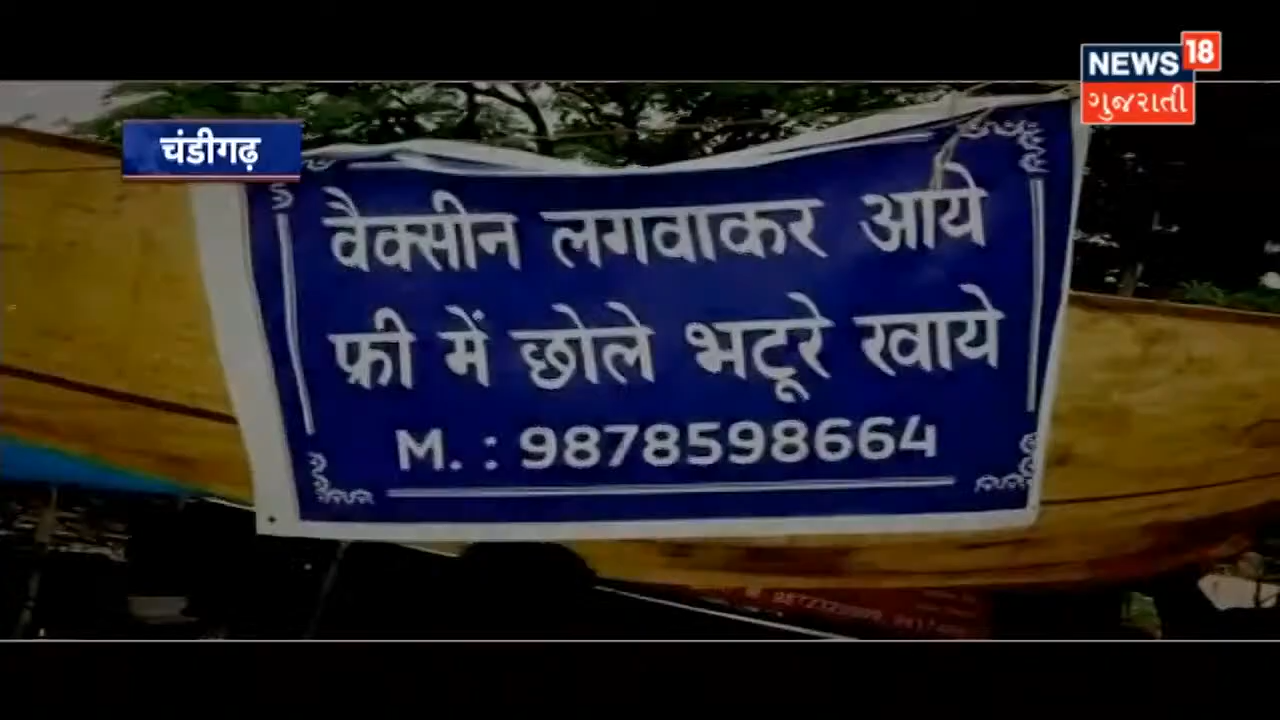 NEWS 18
ગુજરાતી
चंडीगढ़
वैक्सीन लगवाकर आये
फ्री में छोले भटूरे खाये
M. : 9878598664